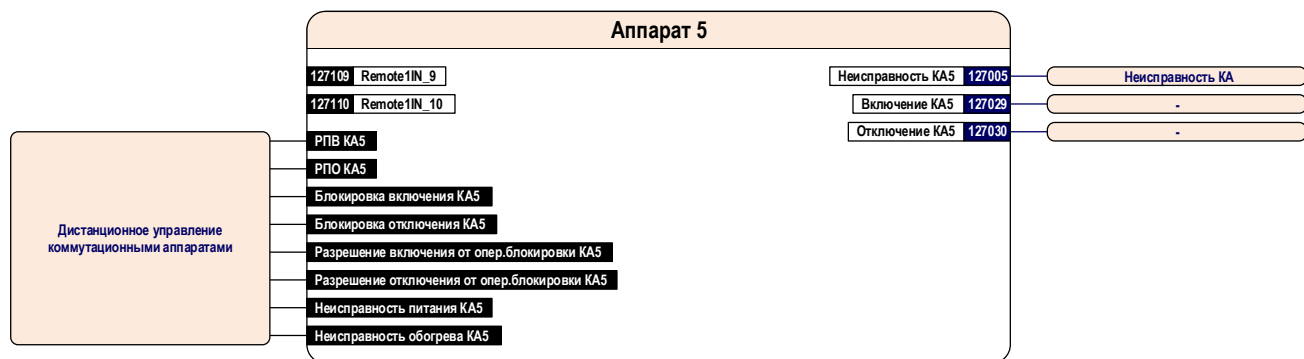 Аппарат 5
127109 Remote1IN_9
127110 Remote1IN_10
РПВ КА5
РПО КА5
Блокировка включения КА5
Блокировка отключения КА5
Разрешение включения от опер.блокировки КА5
Разрешение отключения от опер.блокировки КА5
Неисправность питания КА5
Неисправность обогрева КА5
Дистанционное управление
коммутационными аппаратами
Неисправность КА5 127005
Включение КА5 127029
Отключение КА5 127030
Неисправность КА
-
-